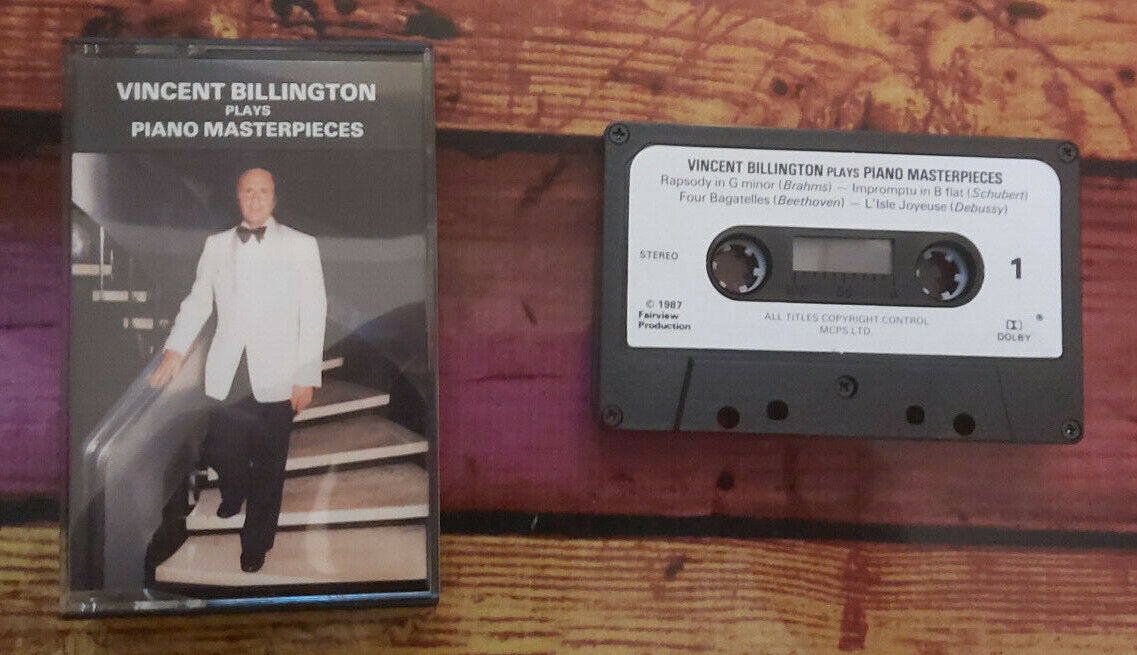 VINCENT BILLINGTON
PLAYS
PIANO MASTERPIECES
VINCENT BILLINGTON PLAYS PIANO MASTERPIECES
Rapsody in G minor (Brahms) — Impromptu in B flat (Schubert)
Four Bagatelles (Beethoven) — L'Isle Joyeuse (Debussy)
STEREO
1
© 1987
Fairview
Production
ALL TITLES COPYRIGHT CONTROL
MCPS LTD.
DOLBY ®